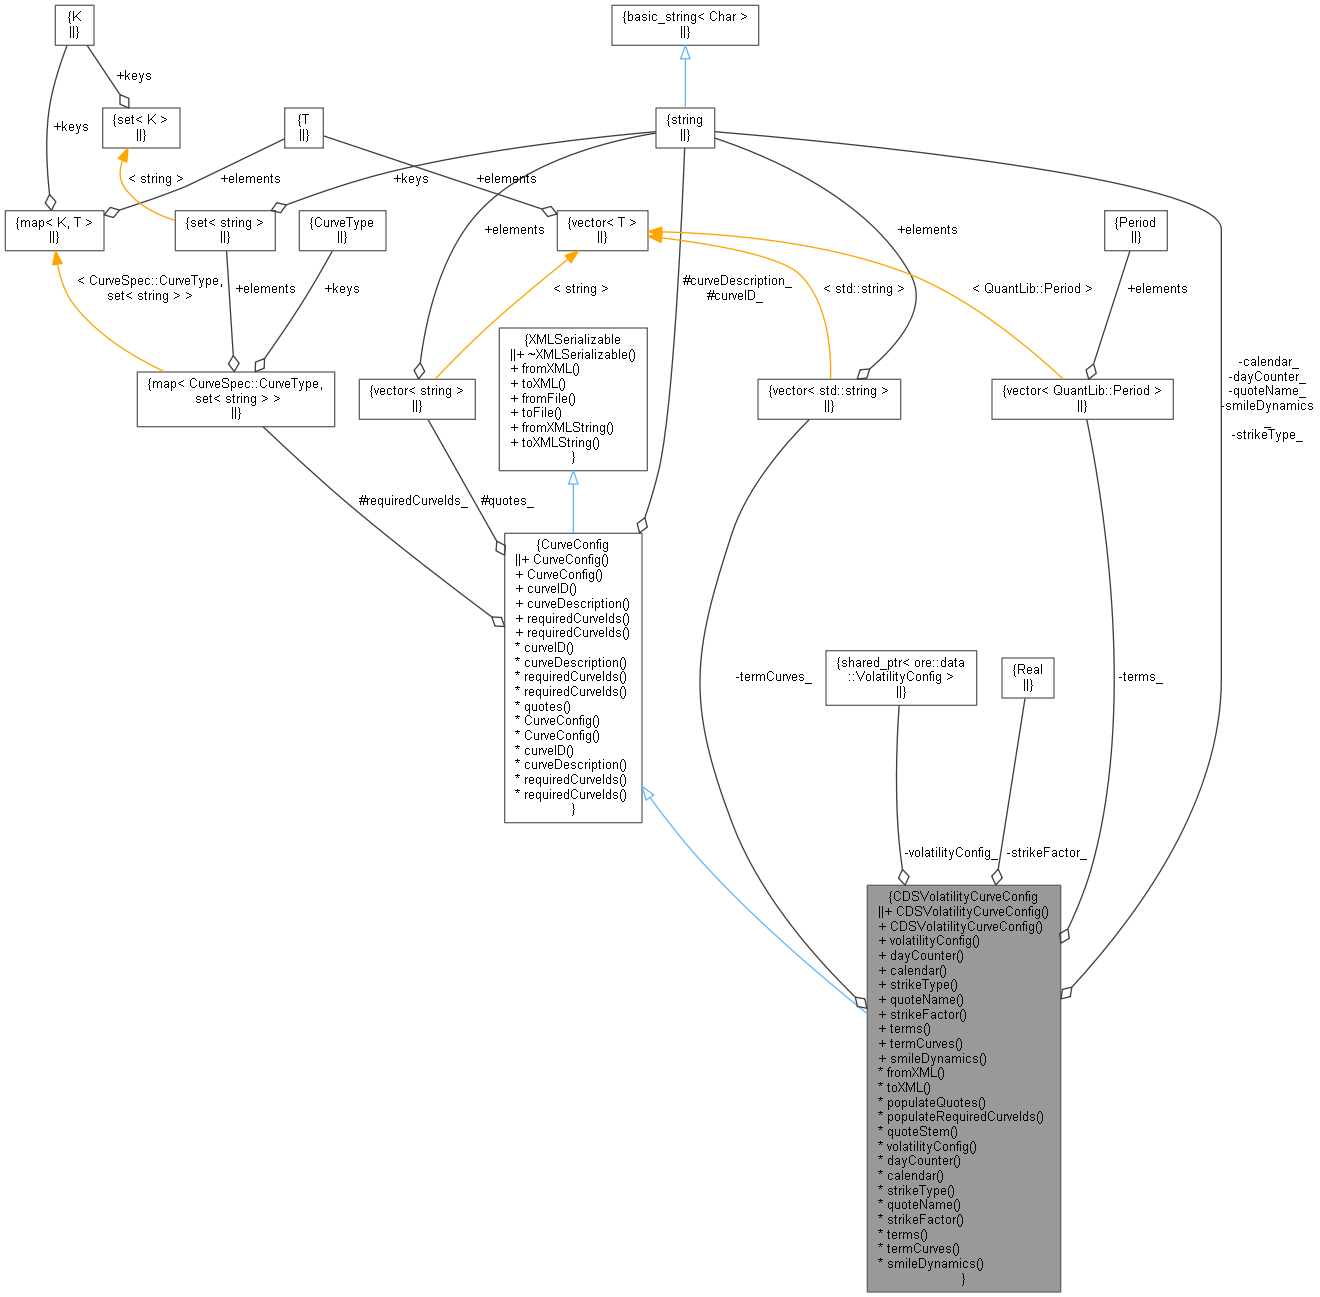 {K
||}
{basic_string< Char >
||}
+keys
{set< K >
||}
{T
||}
{string
||}
+keys
< string >
+elements
+keys
+elements
{map< K, T >
||}
{set< string >
||}
{CurveType
||}
{vector< T >
||}
{Period
||}
+elements
+elements
< CurveSpec::CurveType,
set< string > >
+elements
+keys
< string >
#curveDescription_
#curveID_
< std::string >
< QuantLib::Period >
+elements
{XMLSerializable
||+ ~XMLSerializable()
+ fromXML()
+ toXML()
+ fromFile()
+ toFile()
+ fromXMLString()
+ toXMLString()
}
-calendar_
-dayCounter_
-quoteName_
-smileDynamics
_
-strikeType_
{map< CurveSpec::CurveType,
set< string > >
||}
{vector< string >
||}
{vector< std::string >
||}
{vector< QuantLib::Period >
||}
#requiredCurveIds_
#quotes_
{CurveConfig
||+ CurveConfig()
+ CurveConfig()
+ curveID()
+ curveDescription()
+ requiredCurveIds()
+ requiredCurveIds()
* curveID()
* curveDescription()
* requiredCurveIds()
* requiredCurveIds()
* quotes()
* CurveConfig()
* CurveConfig()
* curveID()
* curveDescription()
* requiredCurveIds()
* requiredCurveIds()
}
-termCurves_
{shared_ptr< ore::data
::VolatilityConfig >
||}
{Real
||}
-terms_
-volatilityConfig_
-strikeFactor_
{CDSVolatilityCurveConfig
||+ CDSVolatilityCurveConfig()
+ CDSVolatilityCurveConfig()
+ volatilityConfig()
+ dayCounter()
+ calendar()
+ strikeType()
+ quoteName()
+ strikeFactor()
+ terms()
+ termCurves()
+ smileDynamics()
* fromXML()
* toXML()
* populateQuotes()
* populateRequiredCurveIds()
* quoteStem()
* volatilityConfig()
* dayCounter()
* calendar()
* strikeType()
* quoteName()
* strikeFactor()
* terms()
* termCurves()
* smileDynamics()
}